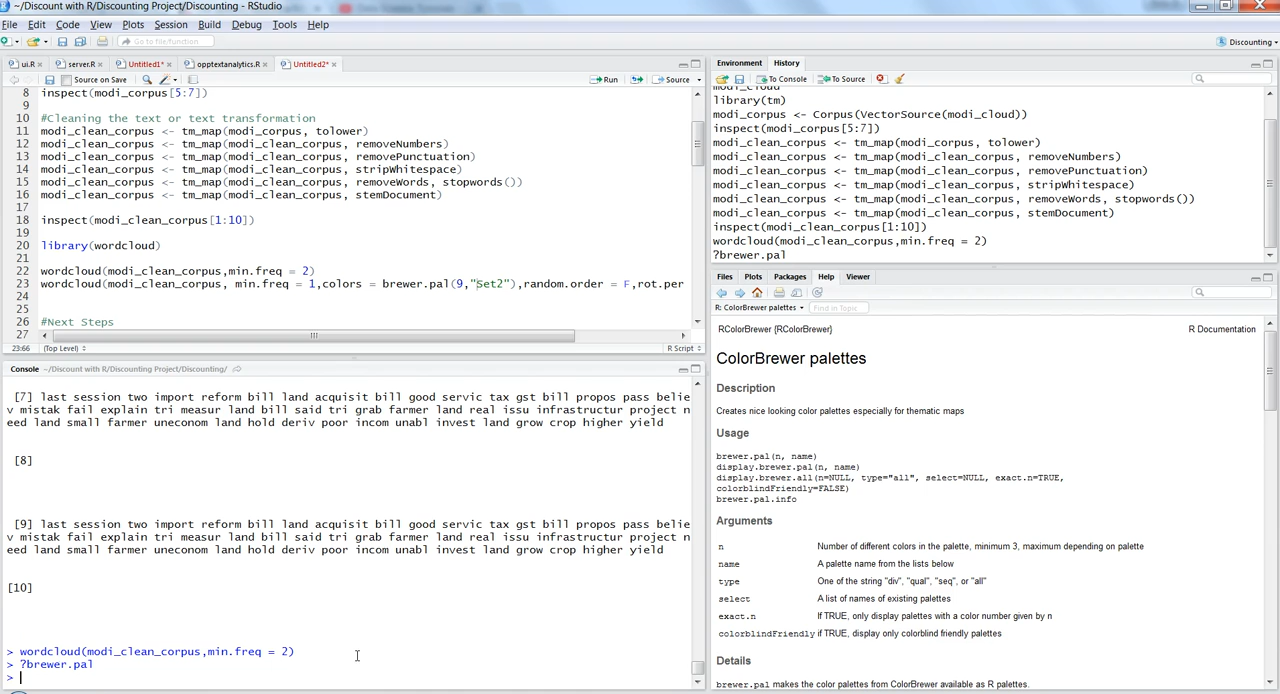 ~/Discount with R/Discounting Project/Discounting - RStudio
File Edit Code View Plots Session Build Debug Tools Help
Go to file/function
Discounting
ui.R server.R Untitled1* opptextanalytics.R Untitled2*
Source on Save Run Source
8 inspect(modi_corpus[5:7])
9
10 #Cleaning the text or text transformation
11 modi_clean_corpus <- tm_map(modi_corpus, tolower)
12 modi_clean_corpus <- tm_map(modi_clean_corpus, removeNumbers)
13 modi_clean_corpus <- tm_map(modi_clean_corpus, removePunctuation)
14 modi_clean_corpus <- tm_map(modi_clean_corpus, stripWhitespace)
15 modi_clean_corpus <- tm_map(modi_clean_corpus, removeWords, stopwords())
16 modi_clean_corpus <- tm_map(modi_clean_corpus, stemDocument)
17
18 inspect(modi_clean_corpus[1:10])
19
20 library(wordcloud)
21
22 wordcloud(modi_clean_corpus,min.freq = 2)
23 wordcloud(modi_clean_corpus, min.freq = 1,colors = brewer.pal(9,"Set2"),random.order = F,rot.per
24
25
26 #Next Steps
27
23:66 (Top Level) R Script
Console ~/Discount with R/Discounting Project/Discounting/
[7] last session two import reform bill land acquisit bill good servic tax gst bill propos pass belie
v mistak fail explain tri measur land bill said tri grab farmer land real issu infrastructur project n
eed land small farmer uneconom land hold deriv poor incom unabl invest land grow crop higher yield
[8]
[9] last session two import reform bill land acquisit bill good servic tax gst bill propos pass belie
v mistak fail explain tri measur land bill said tri grab farmer land real issu infrastructur project n
eed land small farmer uneconom land hold deriv poor incom unabl invest land grow crop higher yield
[10]
> wordcloud(modi_clean_corpus,min.freq = 2)
> ?brewer.pal
>
Environment History
To Console To Source
modi_cloud
library(tm)
modi_corpus <- Corpus(VectorSource(modi_cloud))
inspect(modi_corpus[5:7])
modi_clean_corpus <- tm_map(modi_corpus, tolower)
modi_clean_corpus <- tm_map(modi_clean_corpus, removeNumbers)
modi_clean_corpus <- tm_map(modi_clean_corpus, removePunctuation)
modi_clean_corpus <- tm_map(modi_clean_corpus, stripWhitespace)
modi_clean_corpus <- tm_map(modi_clean_corpus, removeWords, stopwords())
modi_clean_corpus <- tm_map(modi_clean_corpus, stemDocument)
inspect(modi_clean_corpus[1:10])
wordcloud(modi_clean_corpus,min.freq = 2)
?brewer.pal
Files Plots Packages Help Viewer
R: ColorBrewer palettes Find in Topic
RColorBrewer {RColorBrewer} R Documentation
ColorBrewer palettes
Description
Creates nice looking color palettes especially for thematic maps
Usage
brewer.pal(n, name)
display.brewer.pal(n, name)
display.brewer.all(n=NULL, type="all", select=NULL, exact.n=TRUE,
colorblindFriendly=FALSE)
brewer.pal.info
Arguments
n Number of different colors in the palette, minimum 3, maximum depending on palette
name A palette name from the lists below
type One of the string "div", "qual", "seq", or "all"
select A list of names of existing palettes
exact.n If TRUE, only display palettes with a color number given by n
colorblindFriendly if TRUE, display only colorblind friendly palettes
Details
brewer.pal makes the color palettes from ColorBrewer available as R palettes.